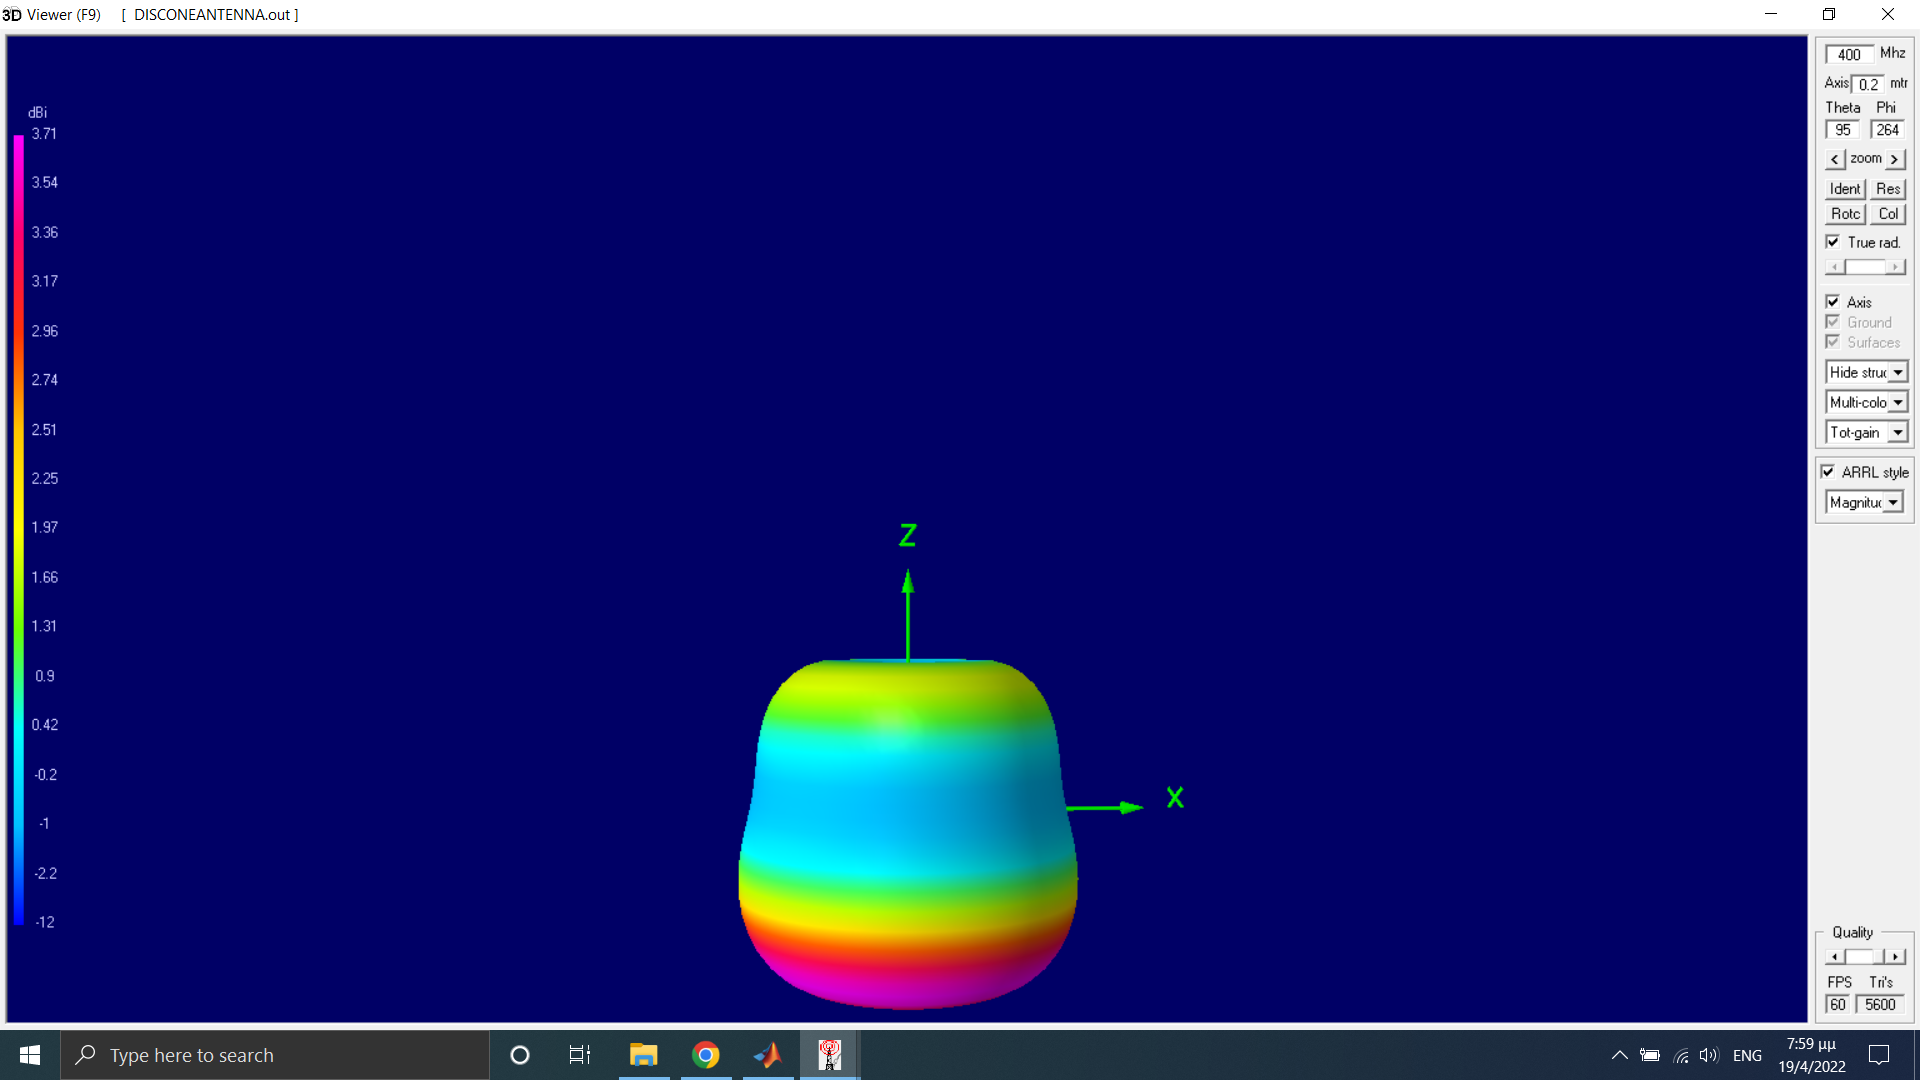 3D Viewer (F9) [ DISCONEANTENNA.out ]
dBi
3.71
3.54
3.36
3.17
2.96
2.74
2.51
2.25
1.97
1.66
1.31
0.9
0.42
-0.2
-1
-2.2
-12
Z
X
400 Mhz
Axis 0.2 mtr
Theta Phi
95 264
< zoom >
Ident Res
Rotc Col
True rad.
Axis
Ground
Surfaces
Hide struc
Multi-colo
Tot-gain
ARRL style
Magnituc
Quality
FPS Tri's
60 5600
Type here to search
ENG
7:59 μμ
19/4/2022